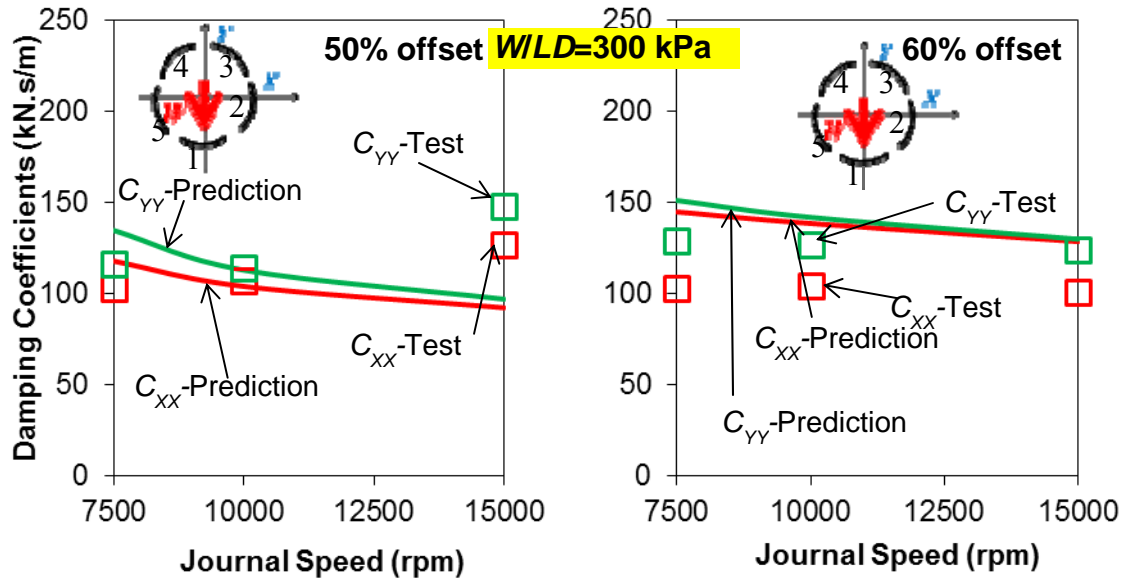 50% offset
W/LD=300 kPa
60% offset
Damping Coefficients (kN.s/m)
250
200
150
100
50
0
7500
10000
12500
15000
Journal Speed (rpm)
4
3
2
5
1
Y
X
W
C_YY-Test
C_YY-Prediction
C_XX-Test
C_XX-Prediction
250
200
150
100
50
0
7500
10000
12500
15000
Journal Speed (rpm)
4
3
2
5
1
Y
X
W
C_YY-Test
C_XX-Test
C_XX-Prediction
C_YY-Prediction